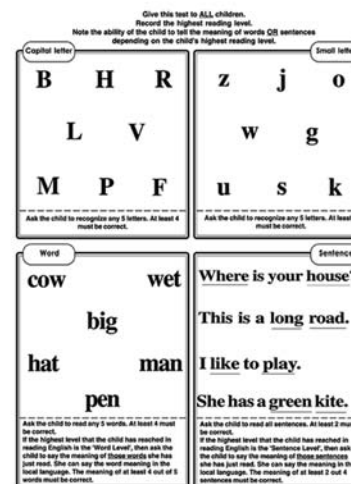 Give this test to ALL children.
Record the highest reading level.
Note the ability of the child to tell the meaning of words OR sentences
depending on the child's highest reading level.
Capital letter
B H R
L V
M P F
Ask the child to recognize any 5 letters. At least 4
must be correct.
Small lette
z j o
w g
u s k
Ask the child to recognize any 5 letters. At least
must be correct.
Word
cow wet
big
hat man
pen
Ask the child to read any 5 words. At least 4 must
be correct.
If the highest level that the child has reached in
reading English is the 'Word Level', then ask the
child to say the meaning of those words she has
just read. She can say the word meaning in the
local language. The meaning of at least 4 out of 5
words must be correct.
Sentence
Where is your house?
This is a long road.
I like to play.
She has a green kite.
Ask the child to read all sentences. At least 2 mus
be correct.
If the highest level that the child has reached in
reading English is the 'Sentence Level', then ask
the child to say the meaning of those sentences
she has just read. She can say the meaning in the
local language. The meaning of at least 2 out 4
sentences must be correct.